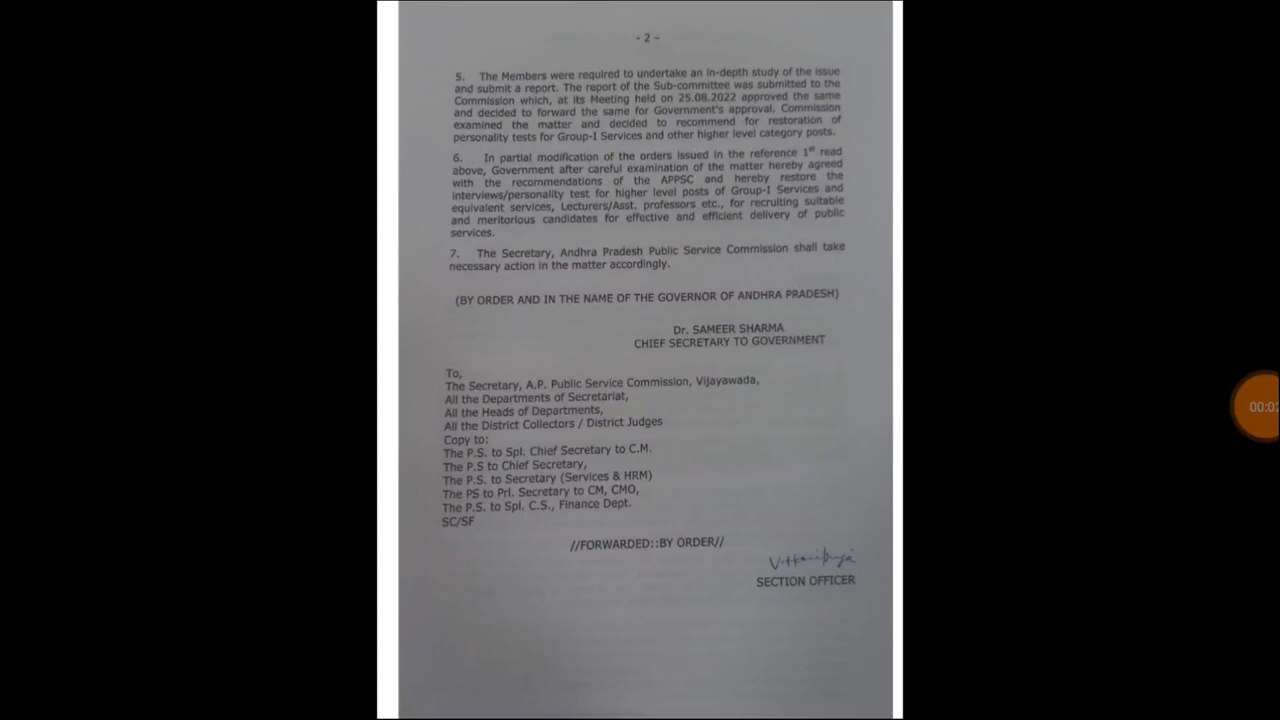 - 2 -
5. The Members were required to undertake an in-depth study of the issue
and submit a report. The report of the Sub-committee was submitted to the
Commission which, at its Meeting held on 25.08.2022 approved the same
and decided to forward the same for Government's approval. Commission
examined the matter and decided to recommend for restoration of
personality tests for Group-I Services and other higher level category posts.
6. In partial modification of the orders issued in the reference 1st read
above, Government after careful examination of the matter hereby agreed
with the recommendations of the APPSC and hereby restore the
interviews/personality test for higher level posts of Group-I Services and
equivalent services, Lecturers/Asst. professors etc., for recruiting suitable
and meritorious candidates for effective and efficient delivery of public
services.
7. The Secretary, Andhra Pradesh Public Service Commission shall take
necessary action in the matter accordingly.
(BY ORDER AND IN THE NAME OF THE GOVERNOR OF ANDHRA PRADESH)
Dr. SAMEER SHARMA
CHIEF SECRETARY TO GOVERNMENT
To,
The Secretary, A.P. Public Service Commission, Vijayawada,
All the Departments of Secretariat,
All the Heads of Departments,
All the District Collectors / District Judges
Copy to:
The P.S. to Spl. Chief Secretary to C.M.
The P.S to Chief Secretary,
The P.S. to Secretary (Services & HRM)
The PS to Prl. Secretary to CM, CMO,
The P.S. to Spl. C.S., Finance Dept.
SC/SF
//FORWARDED::BY ORDER//
SECTION OFFICER